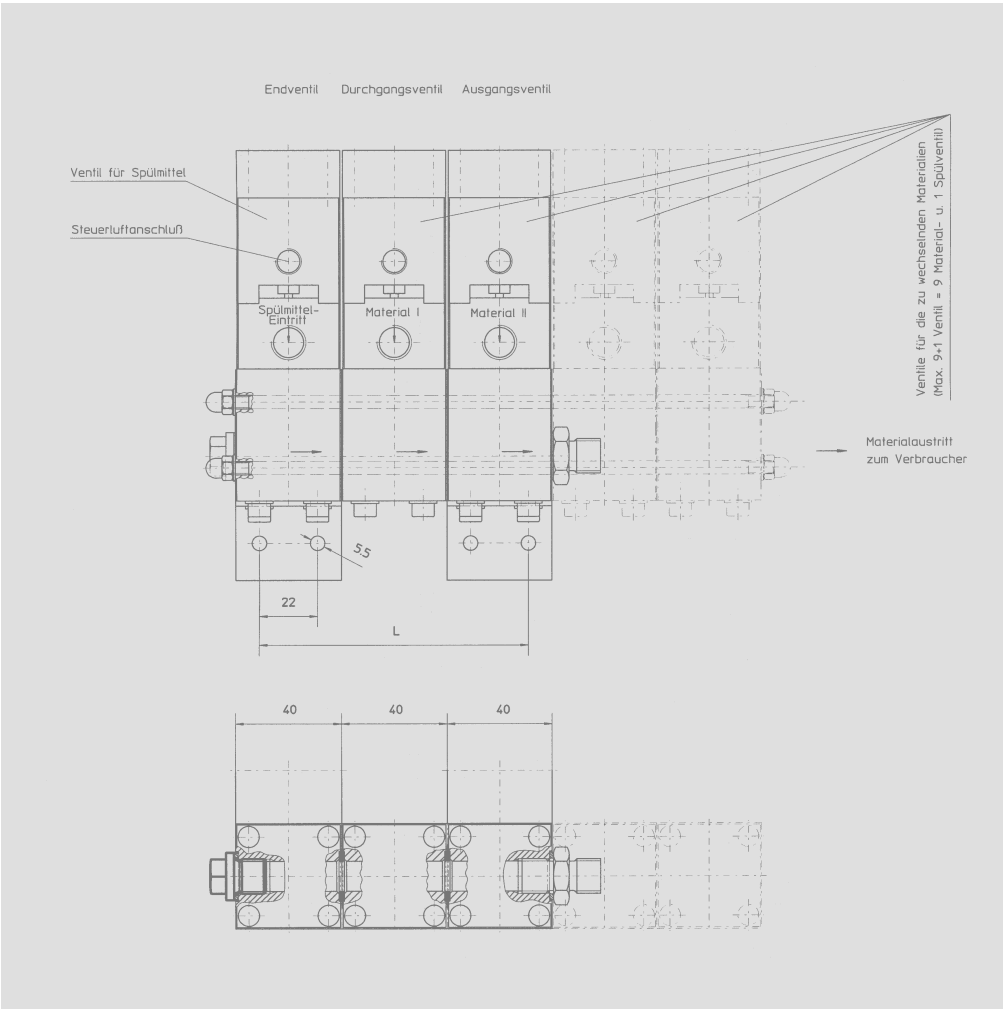 Endventil Durchgangsventil Ausgangsventil
Ventil für Spülmittel
Steuerluftanschluß
Spülmittel-
Eintritt
Material I
Material II
Ventile für die zu wechselnden Materialien
(Max. 9+1 Ventil = 9 Material- u. 1 Spülventil)
Materialaustritt
zum Verbraucher
5.5
22
L
40 40 40